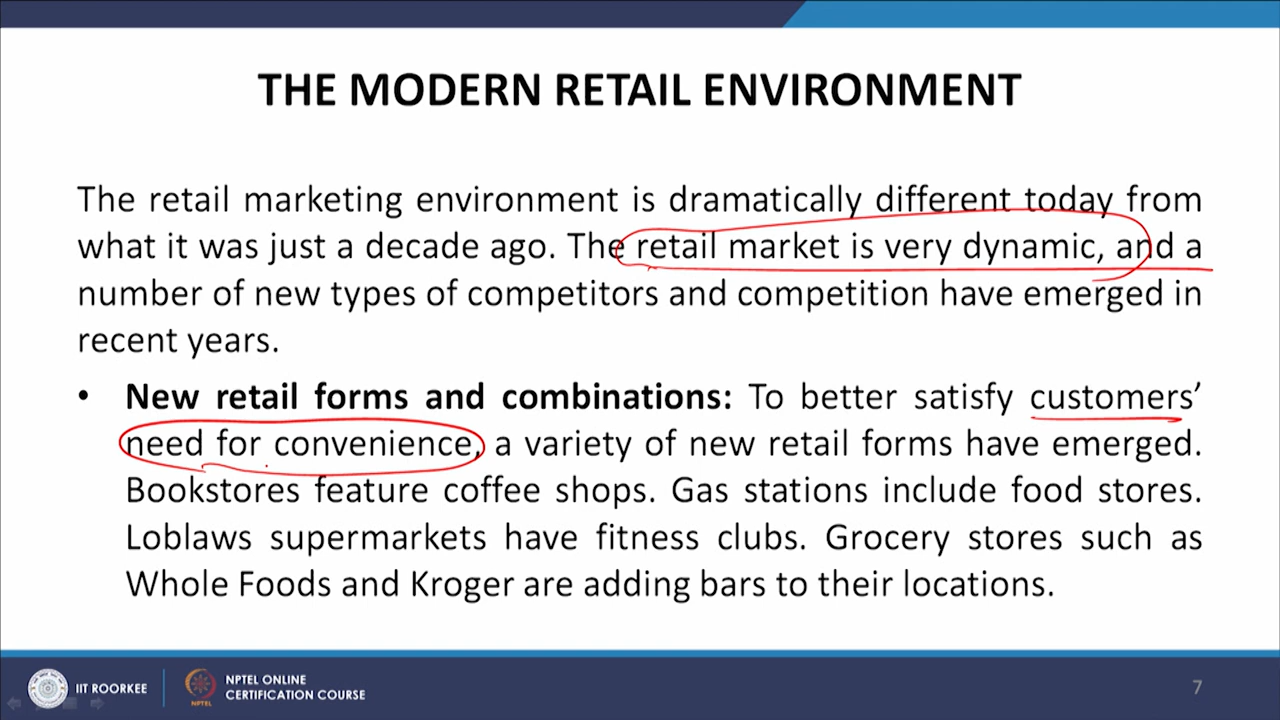 THE MODERN RETAIL ENVIRONMENT
The retail marketing environment is dramatically different today from
what it was just a decade ago. The retail market is very dynamic, and a
number of new types of competitors and competition have emerged in
recent years.
• New retail forms and combinations: To better satisfy customers’
need for convenience, a variety of new retail forms have emerged.
Bookstores feature coffee shops. Gas stations include food stores.
Loblaws supermarkets have fitness clubs. Grocery stores such as
Whole Foods and Kroger are adding bars to their locations.
IIT ROORKEE
NPTEL
NPTEL ONLINE
CERTIFICATION COURSE
7